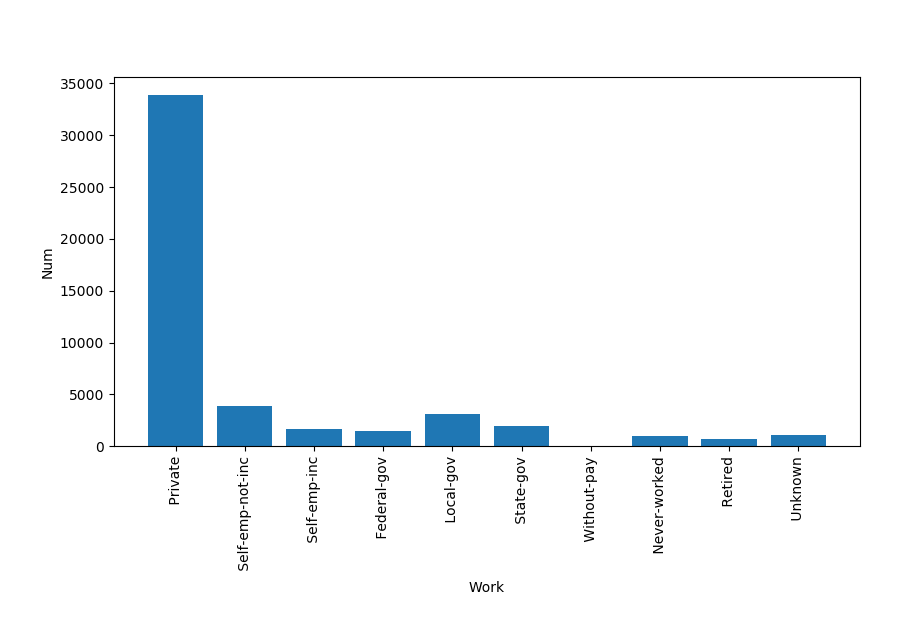 35000
30000
25000
20000
15000
10000
5000
0
Num
Private
Self-emp-not-inc
Self-emp-inc
Federal-gov
Local-gov
State-gov
Without-pay
Never-worked
Retired
Unknown
Work